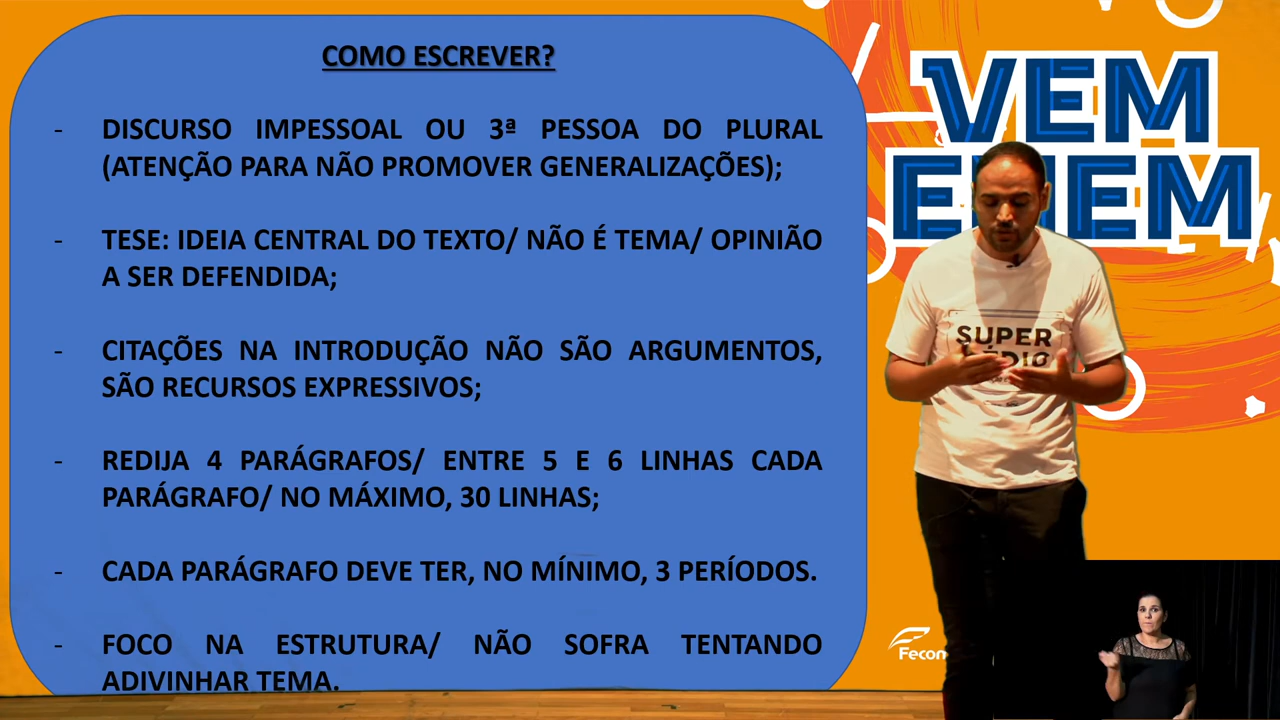 COMO ESCREVER?
- DISCURSO IMPESSOAL OU 3ª PESSOA DO PLURAL
(ATENÇÃO PARA NÃO PROMOVER GENERALIZAÇÕES);
- TESE: IDEIA CENTRAL DO TEXTO/ NÃO É TEMA/ OPINIÃO
A SER DEFENDIDA;
- CITAÇÕES NA INTRODUÇÃO NÃO SÃO ARGUMENTOS,
SÃO RECURSOS EXPRESSIVOS;
- REDIJA 4 PARÁGRAFOS/ ENTRE 5 E 6 LINHAS CADA
PARÁGRAFO/ NO MÁXIMO, 30 LINHAS;
- CADA PARÁGRAFO DEVE TER, NO MÍNIMO, 3 PERÍODOS.
- FOCO NA ESTRUTURA/ NÃO SOFRA TENTANDO
ADIVINHAR TEMA.
VEM
ENEM
SUPER
Fecom